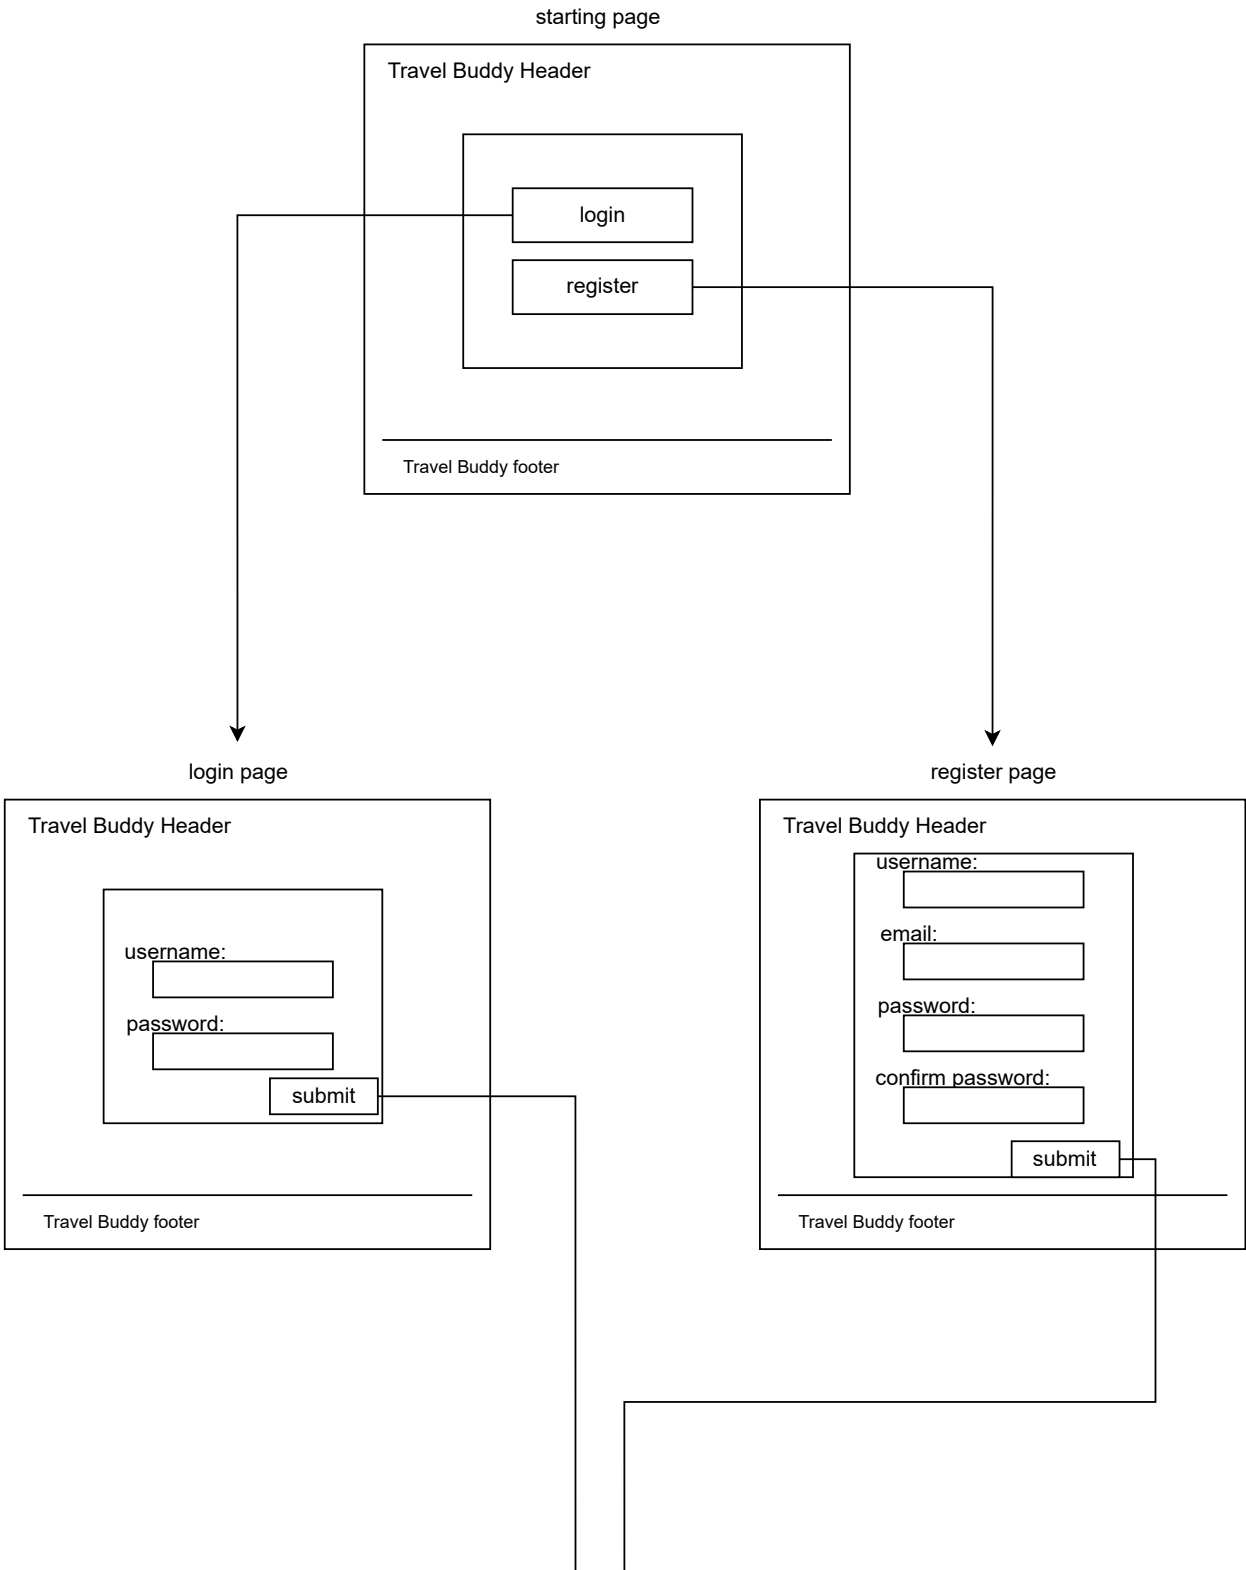 starting page
Travel Buddy Header
login
register
Travel Buddy footer
login page
Travel Buddy Header
username:
password:
submit
Travel Buddy footer
register page
Travel Buddy Header
username:
email:
password:
confirm password:
submit
Travel Buddy footer